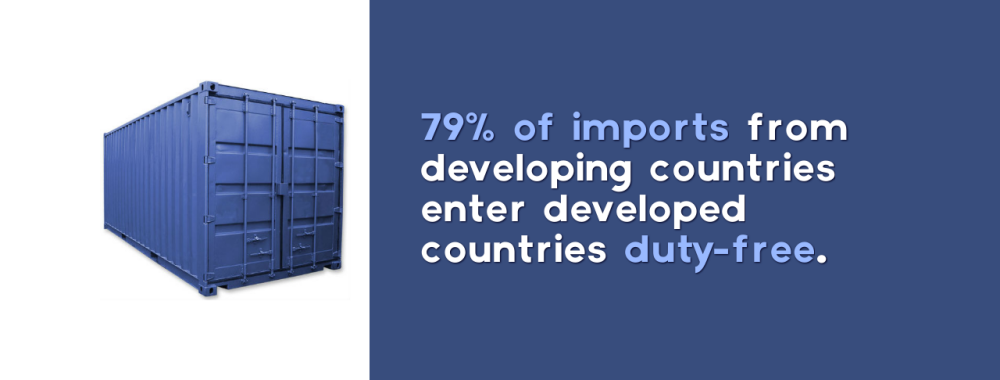 79% of imports from
developing countries
enter developed
countries duty-free.